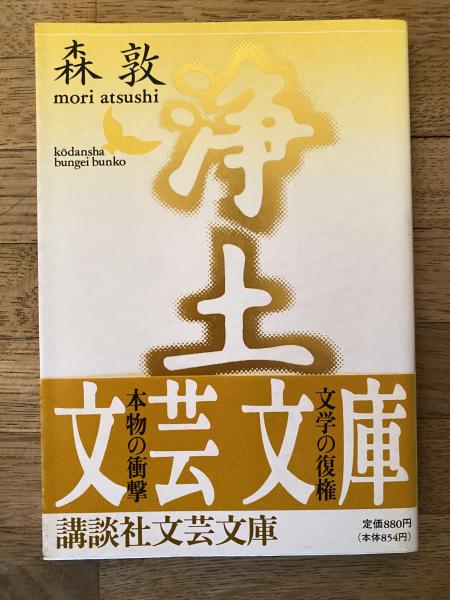 森敦
mori atsushi
kōdansha
bungei bunko
浄土
文芸文庫
文学の復権
本物の衝撃
講談社文芸文庫
定価880円
(本体854円)